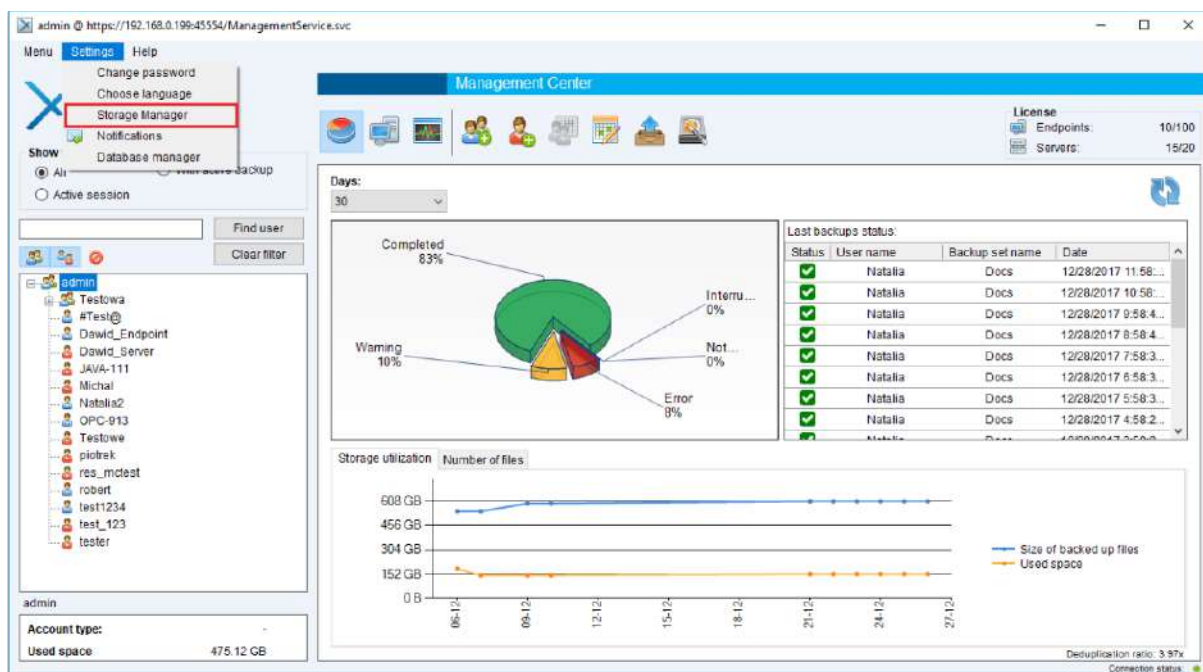 admin @ https://192.168.0.199:45554/ManagementService.svc
Menu Settings Help
Change password
Choose language
Storage Manager
Notifications
Database manager
Management Center
License
Endpoints: 10/100
Servers: 15/20
Show
All
active backup
Active session
Find user
Clear filter
admin
Testowa
#Test@
Dawid_Endpoint
Dawid_Server
JAVA-111
Michal
Natalia2
OPC-913
Testowe
piotrek
res_mctest
robert
test1234
test_123
tester
admin
Account type: -
Used space 475.12 GB
Days:
30
Completed
83%
Interru...
0%
Not...
0%
Warning
10%
Error
8%
Last backups status:
Status User name Backup set name Date
Natalia Docs 12/28/2017 11:58:...
Natalia Docs 12/28/2017 10:58:...
Natalia Docs 12/28/2017 9:58:4...
Natalia Docs 12/28/2017 8:58:4...
Natalia Docs 12/28/2017 7:58:3...
Natalia Docs 12/28/2017 6:58:3...
Natalia Docs 12/28/2017 5:58:3...
Natalia Docs 12/28/2017 4:58:2...
Storage utilization Number of files
608 GB
456 GB
304 GB
152 GB
0 B
06-12
09-12
12-12
15-12
18-12
21-12
24-12
27-12
Size of backed up files
Used space
Deduplication ratio: 3.97x
Connection status: